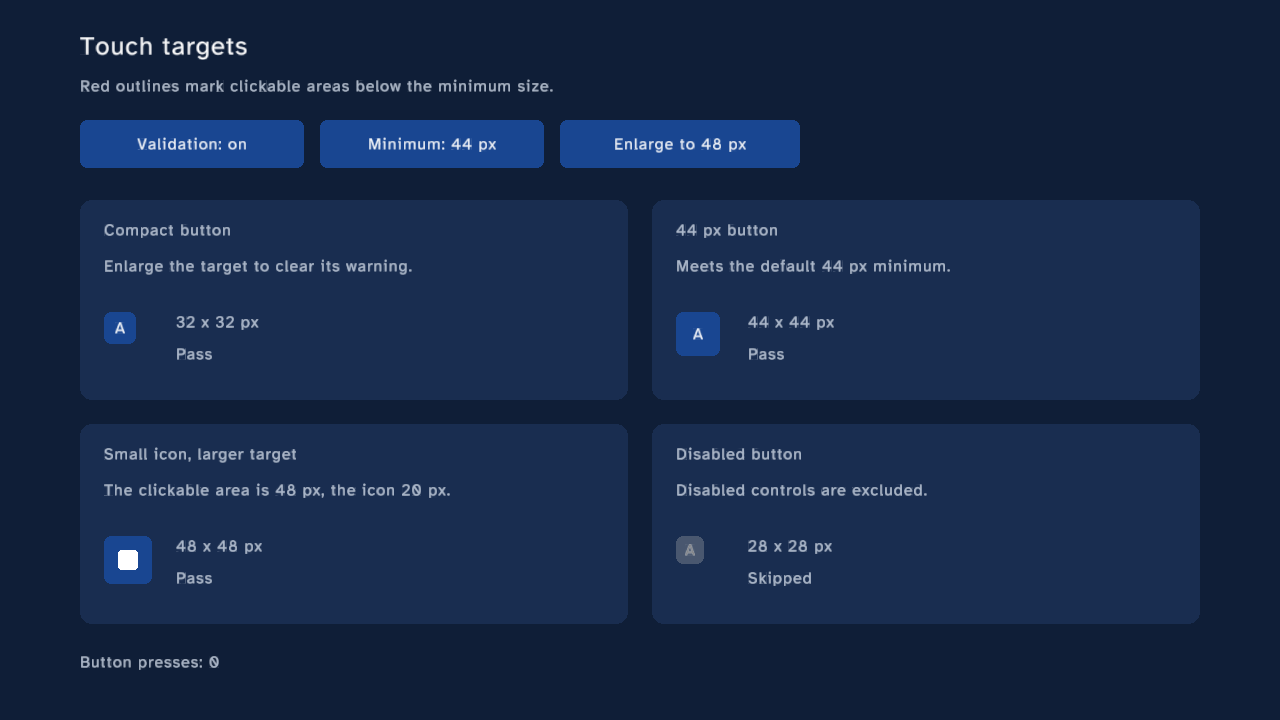 Touch targets
Red outlines mark clickable areas below the minimum size.
Validation: on
Minimum: 44 px
Enlarge to 48 px
Compact button
Enlarge the target to clear its warning.
A
32 x 32 px
Pass
44 px button
Meets the default 44 px minimum.
A
44 x 44 px
Pass
Small icon, larger target
The clickable area is 48 px, the icon 20 px.
48 x 48 px
Pass
Disabled button
Disabled controls are excluded.
A
28 x 28 px
Skipped
Button presses: 0